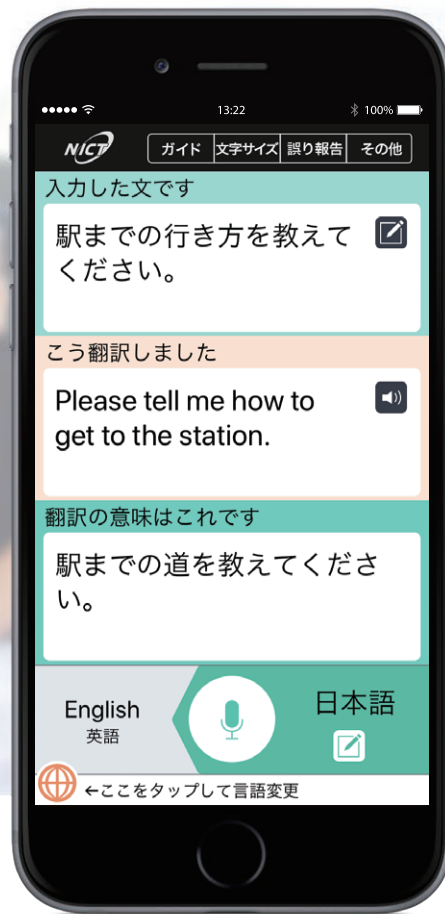 13:22
100%
NICT
ガイド 文字サイズ 誤り報告 その他
入力した文です
駅までの行き方を教えて
ください。
こう翻訳しました
Please tell me how to
get to the station.
翻訳の意味はこれです
駅までの道を教えてくださ
い。
English
英語
日本語
←ここをタップして言語変更